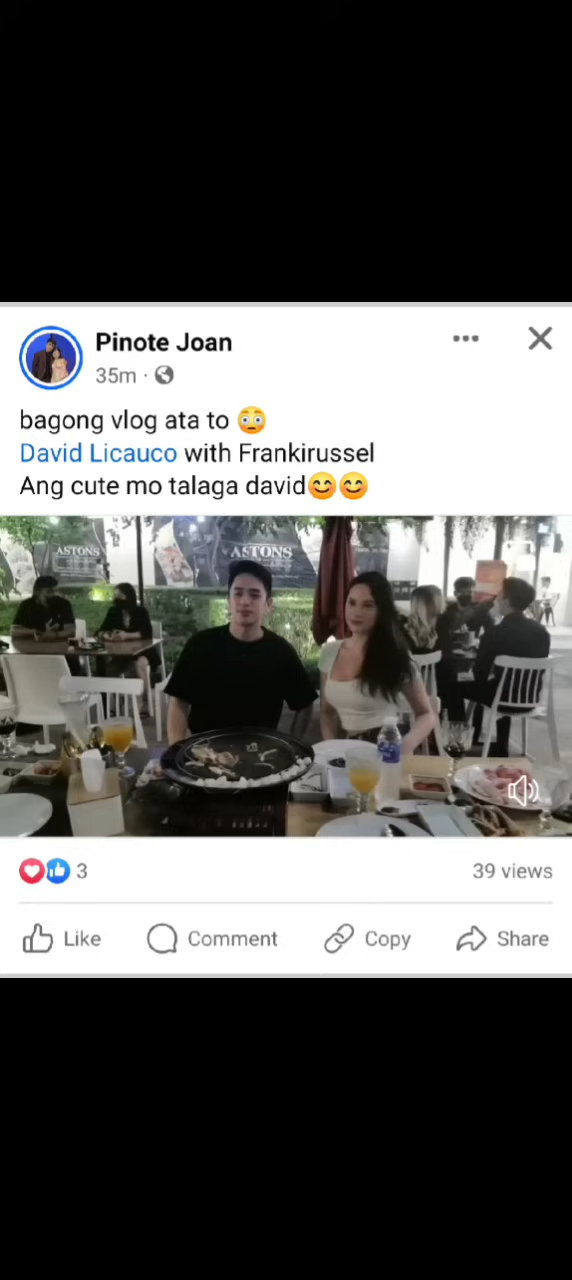 Pinote Joan
35m ·
bagong vlog ata to 😳
David Licauco with Frankirussel
Ang cute mo talaga david😊😊
ASTONS
ASTONS
3
39 views
Like
Comment
Copy
Share